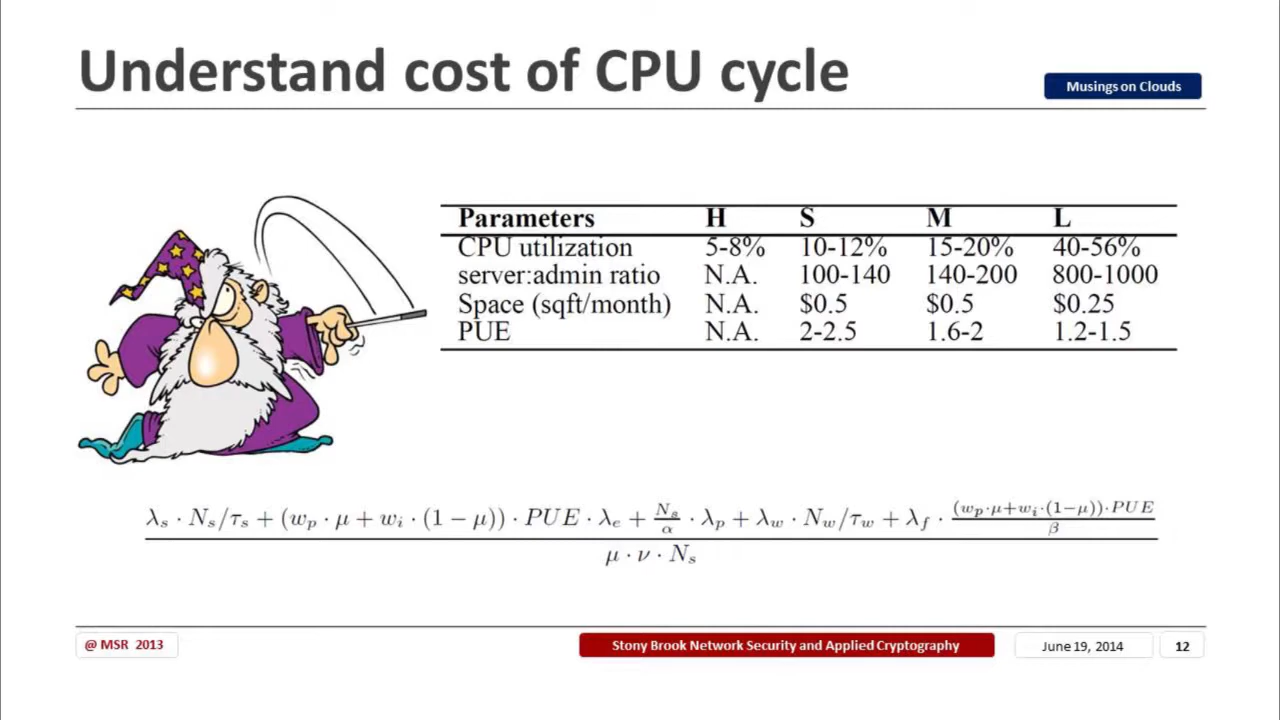 Understand cost of CPU cycle
Musings on Clouds
Parameters H S M L
CPU utilization 5-8% 10-12% 15-20% 40-56%
server:admin ratio N.A. 100-140 140-200 800-1000
Space (sqft/month) N.A. $0.5 $0.5 $0.25
PUE N.A. 2-2.5 1.6-2 1.2-1.5
λₛ · Nₛ/τₛ + (wₚ · μ + wᵢ · (1 − μ)) · PUE · λₑ + Nₛ/α · λₚ + λ_w · N_w/τ_w + λ_f · (wₚ·μ+wᵢ·(1−μ))·PUE/β
μ · ν · Nₛ
@ MSR 2013
Stony Brook Network Security and Applied Cryptography
June 19, 2014
12